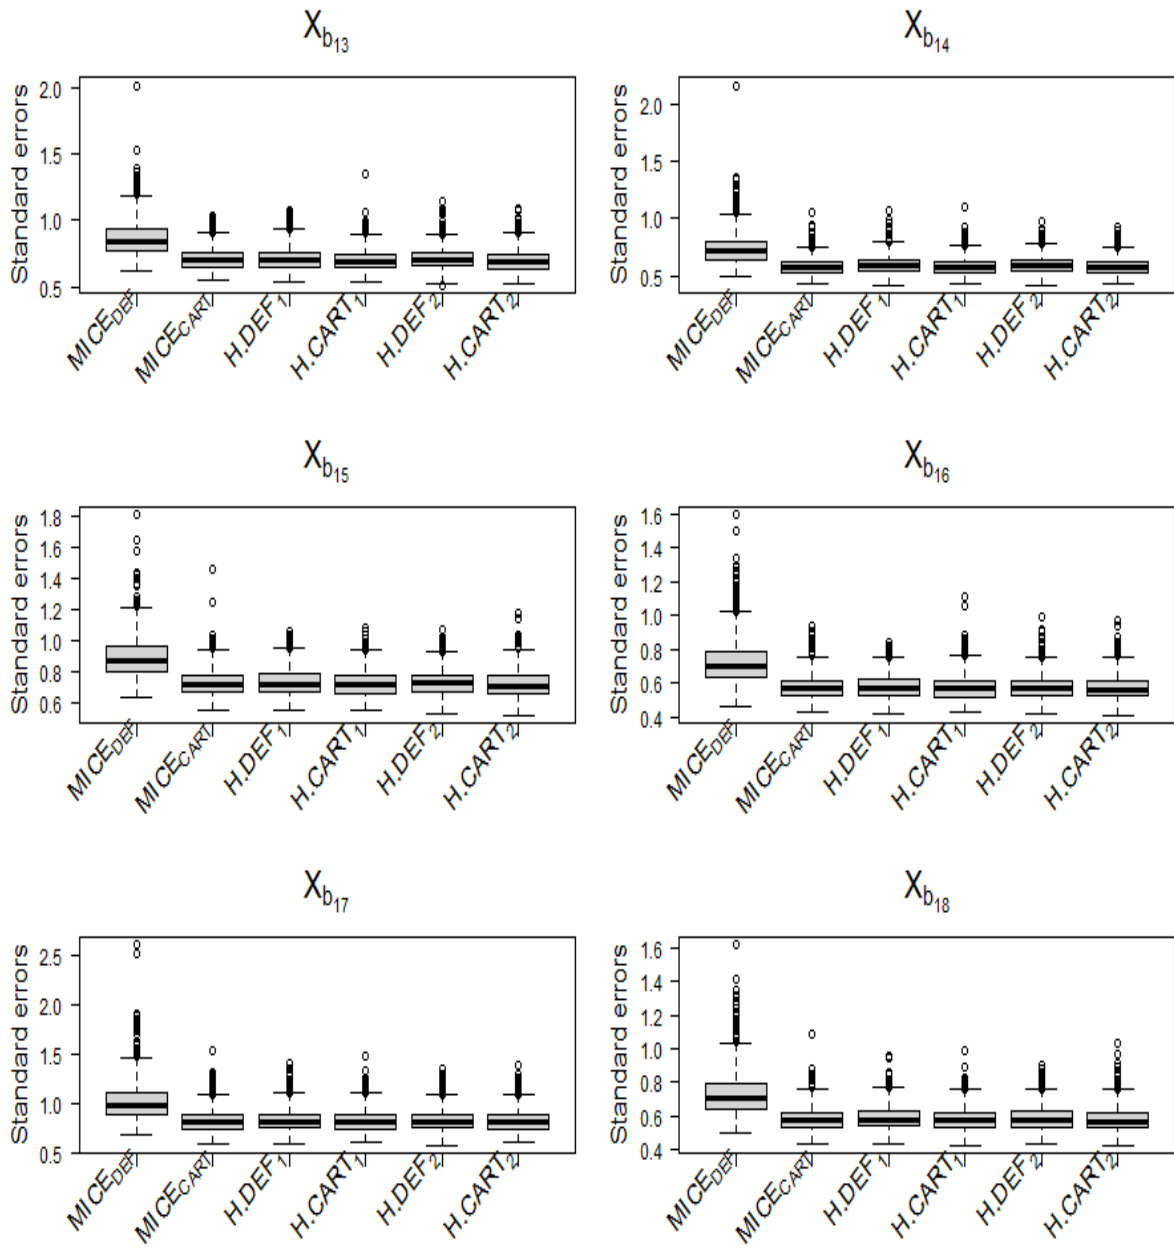 X_b13
Standard errors
2.0
1.5
1.0
0.5
MICE_DEF
MICE_CART
H.DEF_1
H.CART_1
H.DEF_2
H.CART_2
X_b14
Standard errors
2.0
1.5
1.0
0.5
MICE_DEF
MICE_CART
H.DEF_1
H.CART_1
H.DEF_2
H.CART_2
X_b15
Standard errors
1.8
1.6
1.4
1.2
1.0
0.8
0.6
MICE_DEF
MICE_CART
H.DEF_1
H.CART_1
H.DEF_2
H.CART_2
X_b16
Standard errors
1.6
1.4
1.2
1.0
0.8
0.6
0.4
MICE_DEF
MICE_CART
H.DEF_1
H.CART_1
H.DEF_2
H.CART_2
X_b17
Standard errors
2.5
2.0
1.5
1.0
0.5
MICE_DEF
MICE_CART
H.DEF_1
H.CART_1
H.DEF_2
H.CART_2
X_b18
Standard errors
1.6
1.4
1.2
1.0
0.8
0.6
0.4
MICE_DEF
MICE_CART
H.DEF_1
H.CART_1
H.DEF_2
H.CART_2